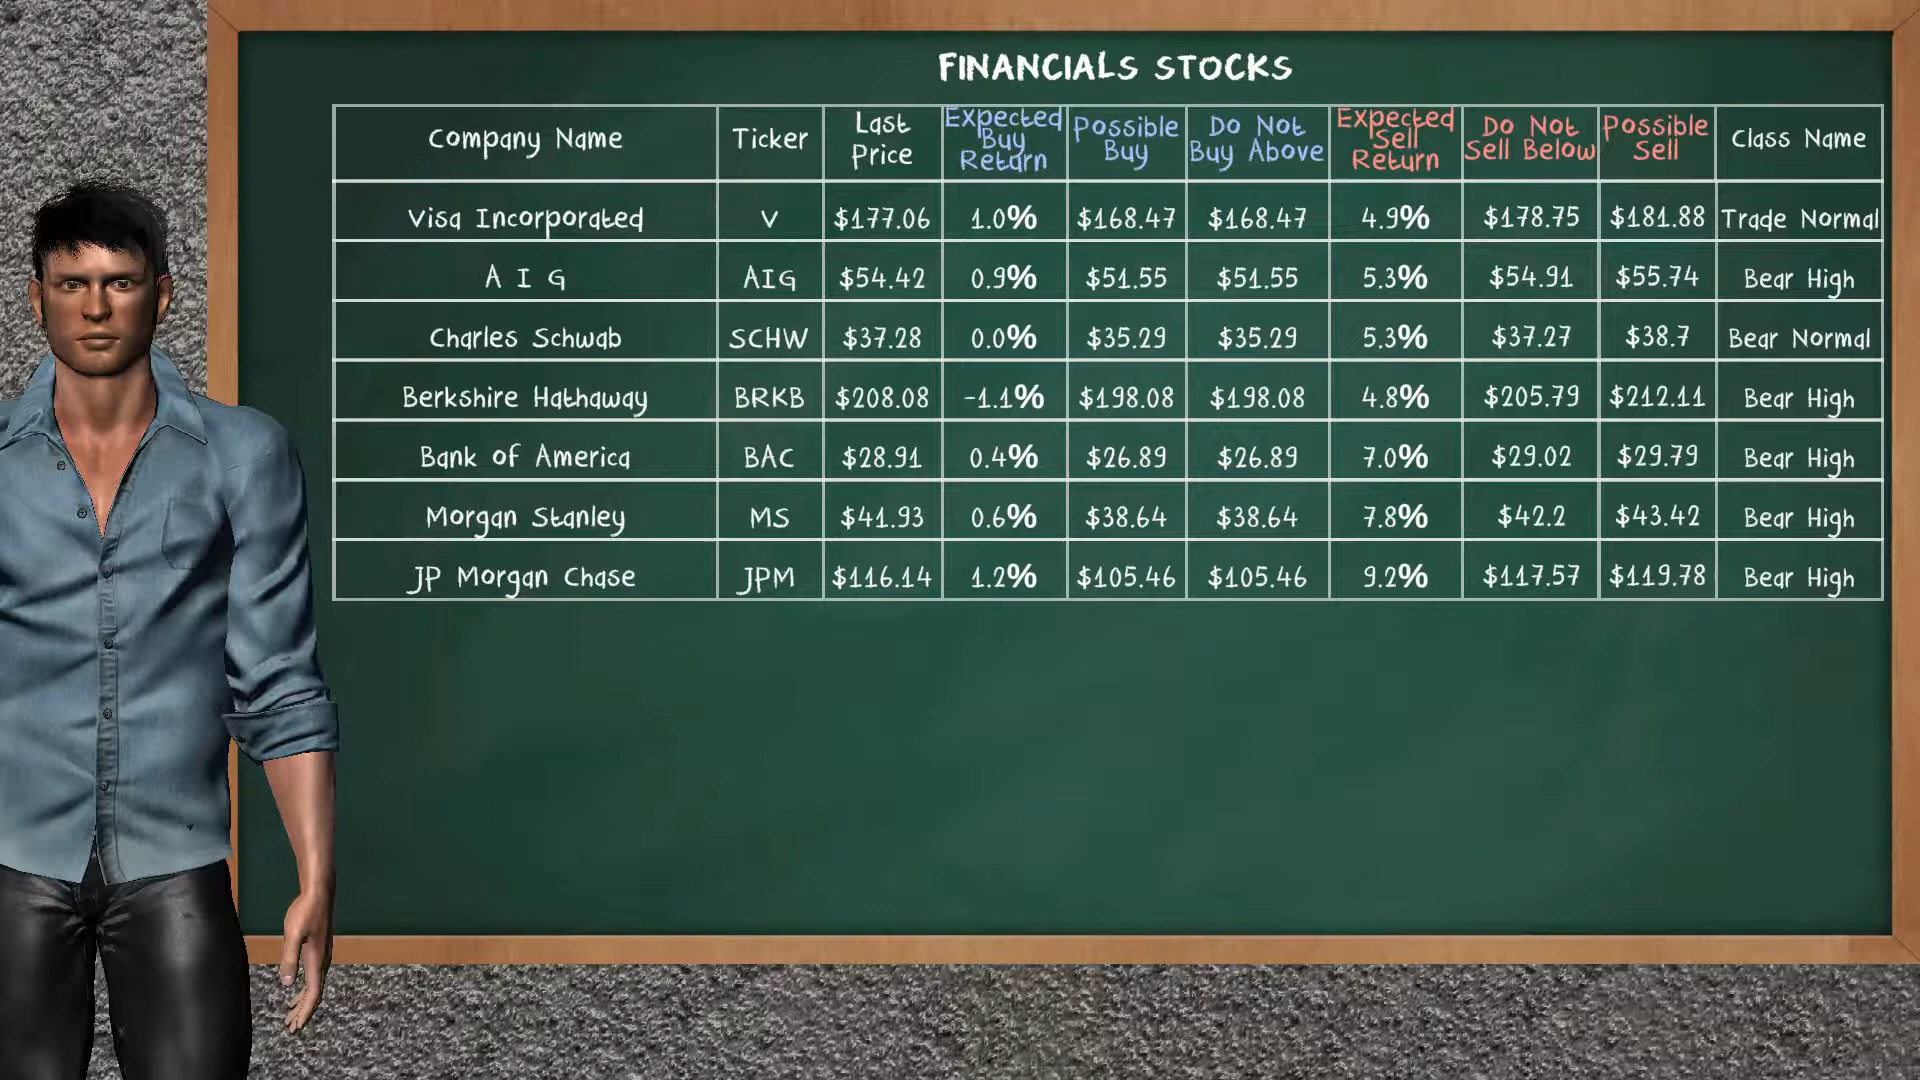 FINANCIALS STOCKS
Company Name Ticker Last Price Expected Buy Return Possible Buy Do Not Buy Above Expected Sell Return Do Not Sell Below Possible Sell Class Name
Visa Incorporated V $177.06 1.0% $168.47 $168.47 4.9% $178.75 $181.88 Trade Normal
A I G AIG $54.42 0.9% $51.55 $51.55 5.3% $54.91 $55.74 Bear High
Charles Schwab SCHW $37.28 0.0% $35.29 $35.29 5.3% $37.27 $38.7 Bear Normal
Berkshire Hathaway BRKB $208.08 -1.1% $198.08 $198.08 4.8% $205.79 $212.11 Bear High
Bank of America BAC $28.91 0.4% $26.89 $26.89 7.0% $29.02 $29.79 Bear High
Morgan Stanley MS $41.93 0.6% $38.64 $38.64 7.8% $42.2 $43.42 Bear High
JP Morgan Chase JPM $116.14 1.2% $105.46 $105.46 9.2% $117.57 $119.78 Bear High